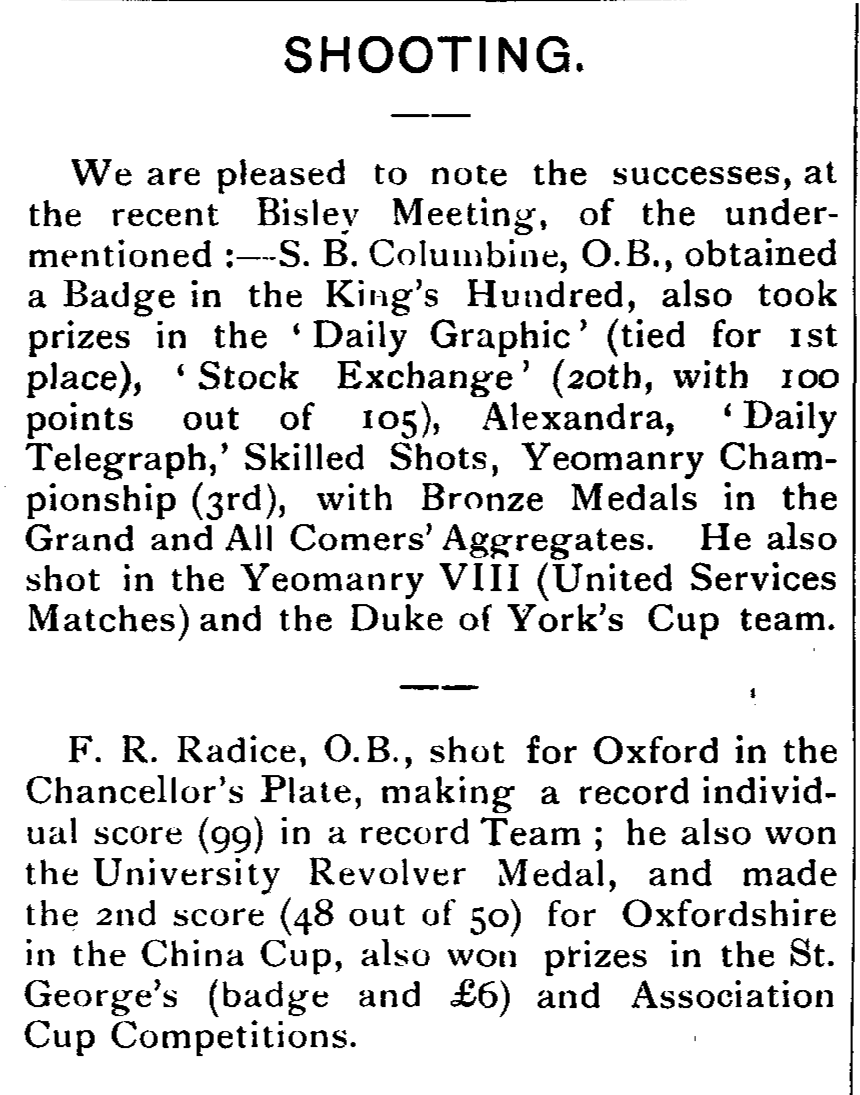 SHOOTING.
We are pleased to note the successes, at
the recent Bisley Meeting, of the under-
mentioned :—S. B. Columbine, O.B., obtained
a Badge in the King's Hundred, also took
prizes in the ‘ Daily Graphic ’ (tied for 1st
place), ‘ Stock Exchange ’ (20th, with 100
points out of 105), Alexandra, ‘ Daily
Telegraph,’ Skilled Shots, Yeomanry Cham-
pionship (3rd), with Bronze Medals in the
Grand and All Comers’ Aggregates. He also
shot in the Yeomanry VIII (United Services
Matches) and the Duke of York's Cup team.
F. R. Radice, O.B., shot for Oxford in the
Chancellor's Plate, making a record individ-
ual score (99) in a record Team ; he also won
the University Revolver Medal, and made
the 2nd score (48 out of 50) for Oxfordshire
in the China Cup, also won prizes in the St.
George's (badge and £6) and Association
Cup Competitions.